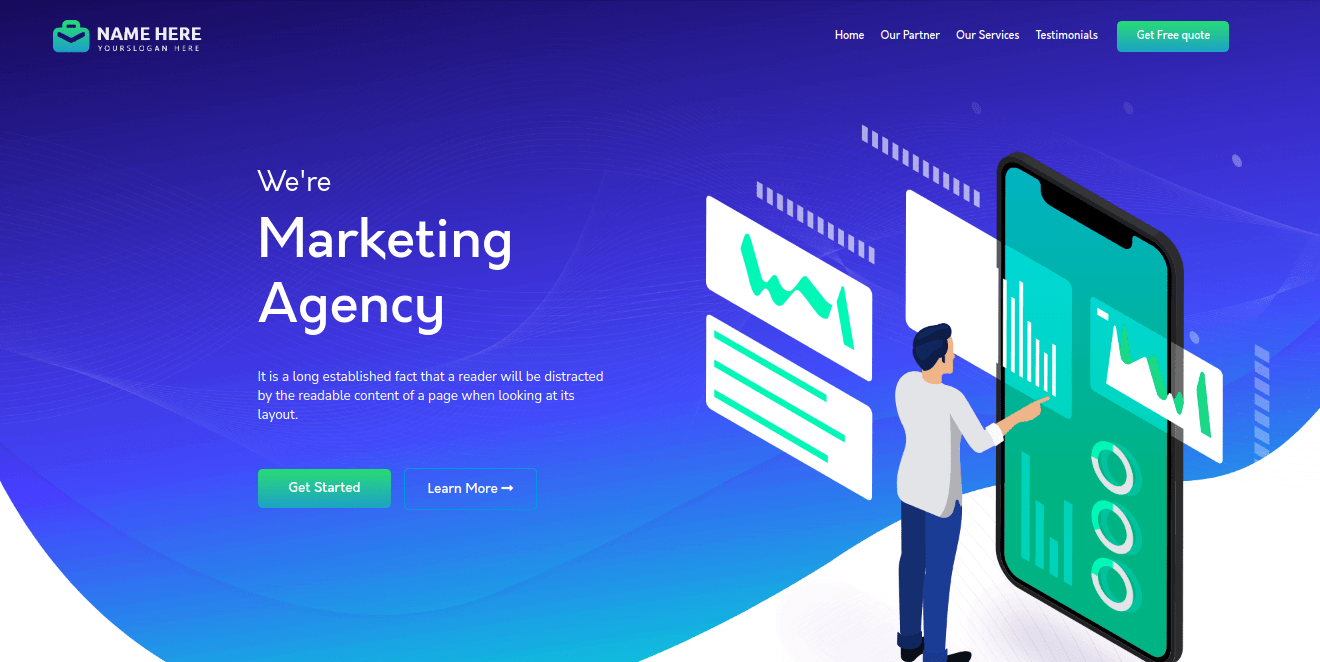 NAME HERE
YOURSLOGAN HERE
Home Our Partner Our Services Testimonials Get Free quote
We're
Marketing
Agency
It is a long established fact that a reader will be distracted
by the readable content of a page when looking at its
layout.
Get Started Learn More →